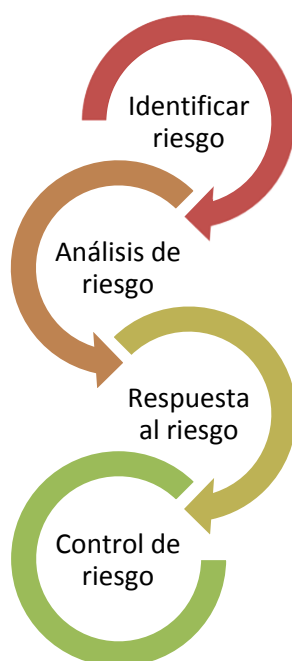 Identificar
riesgo
Análisis de
riesgo
Respuesta
al riesgo
Control de
riesgo